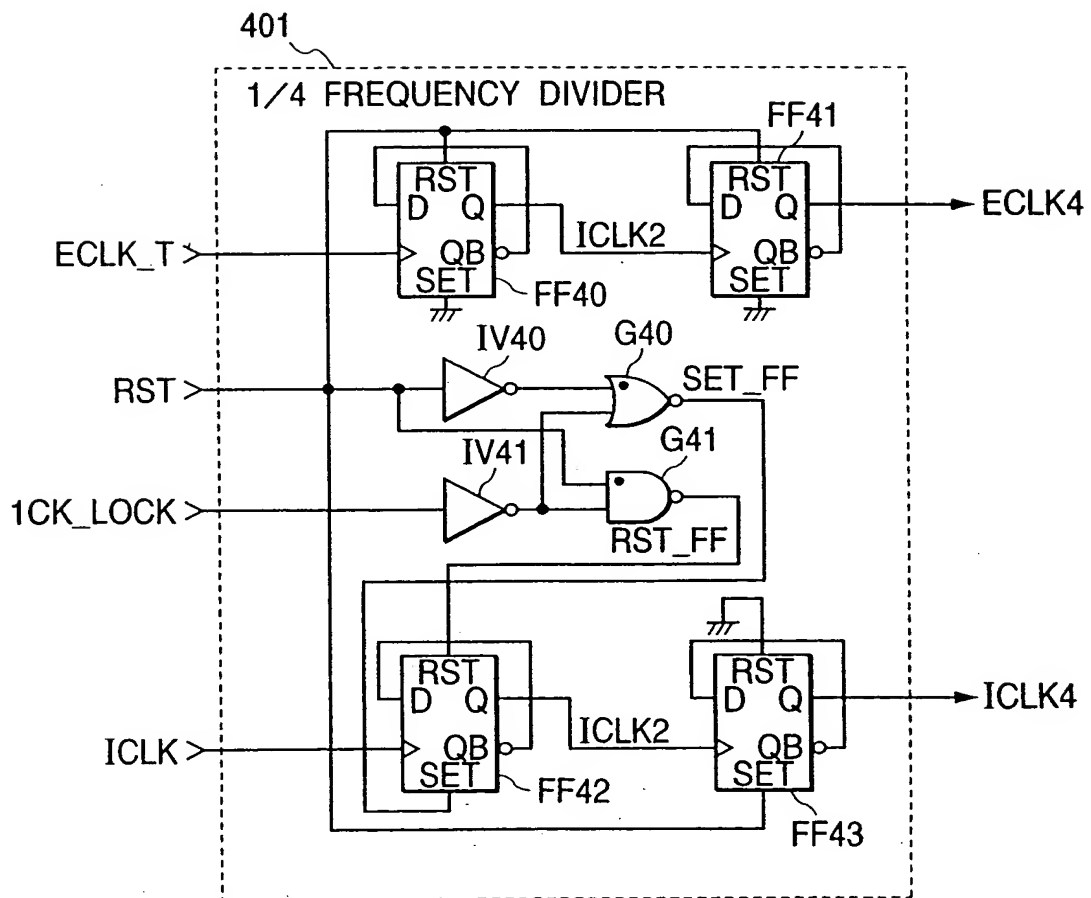 401
1/4 FREQUENCY DIVIDER
FF41
RST
D Q
QB
SET
FF40
RST
D Q
QB
SET
ECLK_T
ICLK2
ECLK4
IV40
G40
SET_FF
RST
IV41
G41
1CK_LOCK
RST_FF
RST
D Q
QB
SET
FF42
RST
D Q
QB
SET
FF43
ICLK
ICLK2
ICLK4